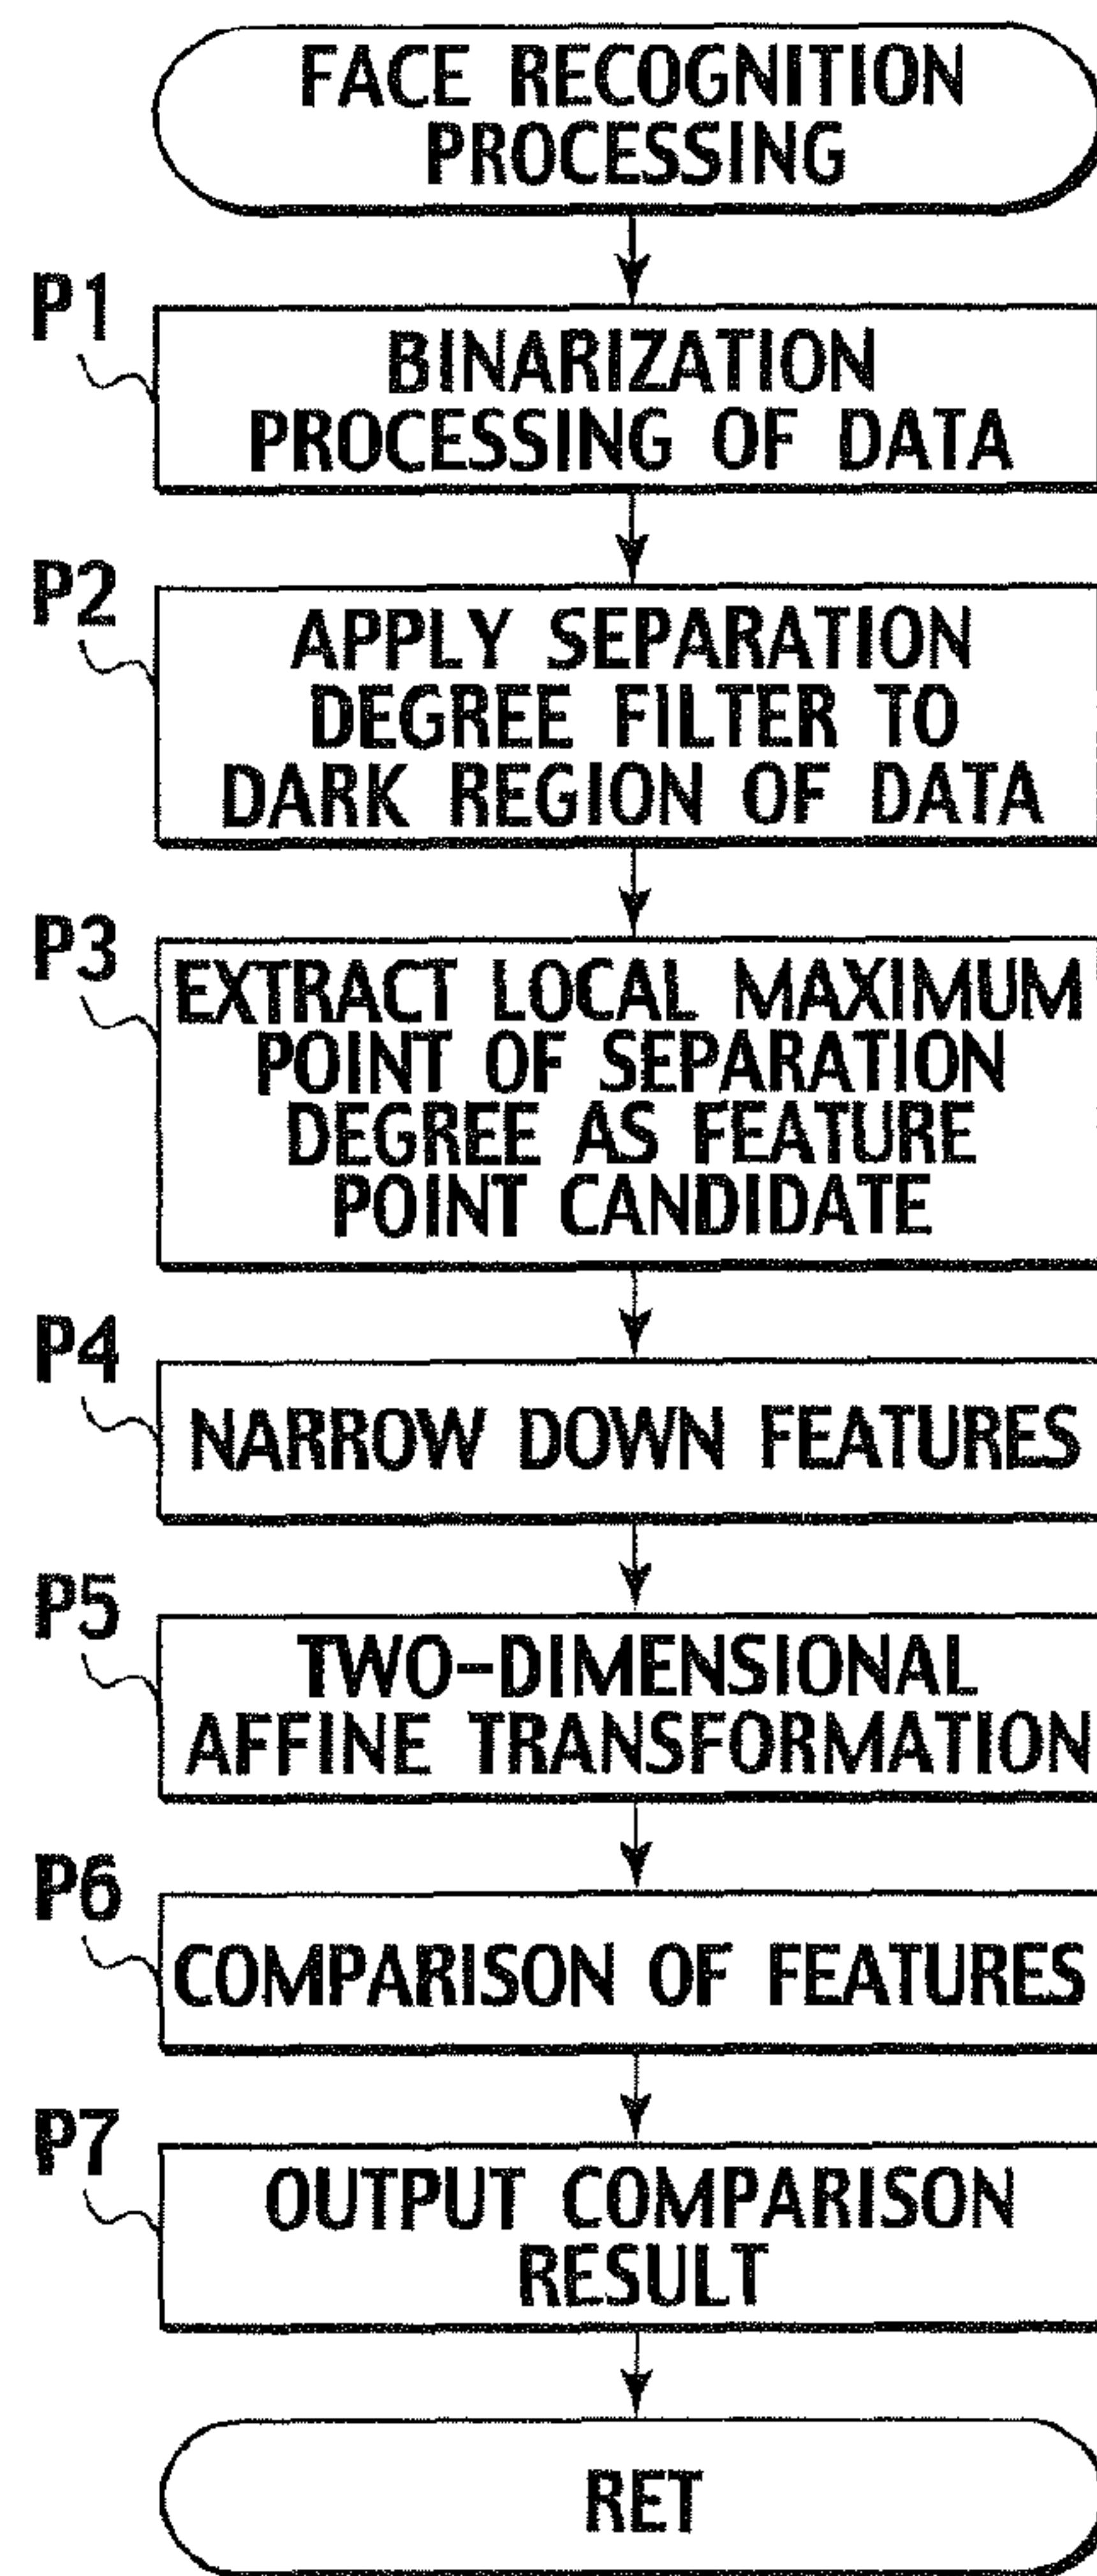 FACE RECOGNITION
PROCESSING
P1
BINARIZATION
PROCESSING OF DATA
P2
APPLY SEPARATION
DEGREE FILTER TO
DARK REGION OF DATA
P3
EXTRACT LOCAL MAXIMUM
POINT OF SEPARATION
DEGREE AS FEATURE
POINT CANDIDATE
P4
NARROW DOWN FEATURES
P5
TWO-DIMENSIONAL
AFFINE TRANSFORMATION
P6
COMPARISON OF FEATURES
P7
OUTPUT COMPARISON
RESULT
RET